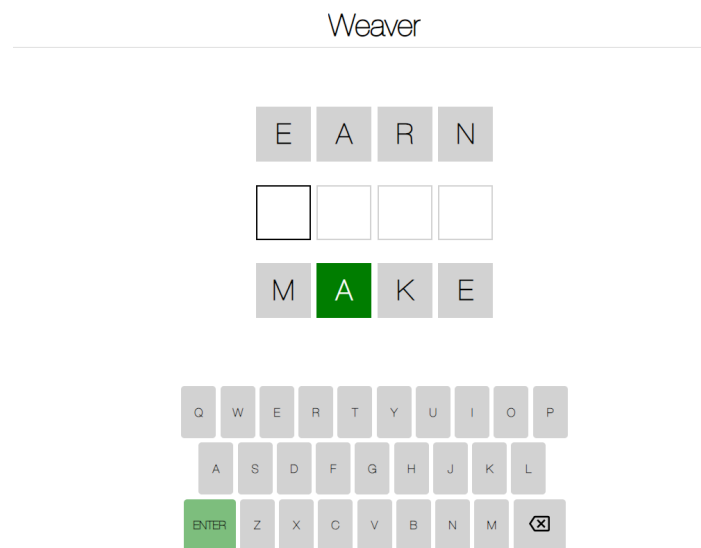 Weaver
E A R N
M A K E
Q W E R T Y U I O P
A S D F G H J K L
ENTER Z X C V B N M